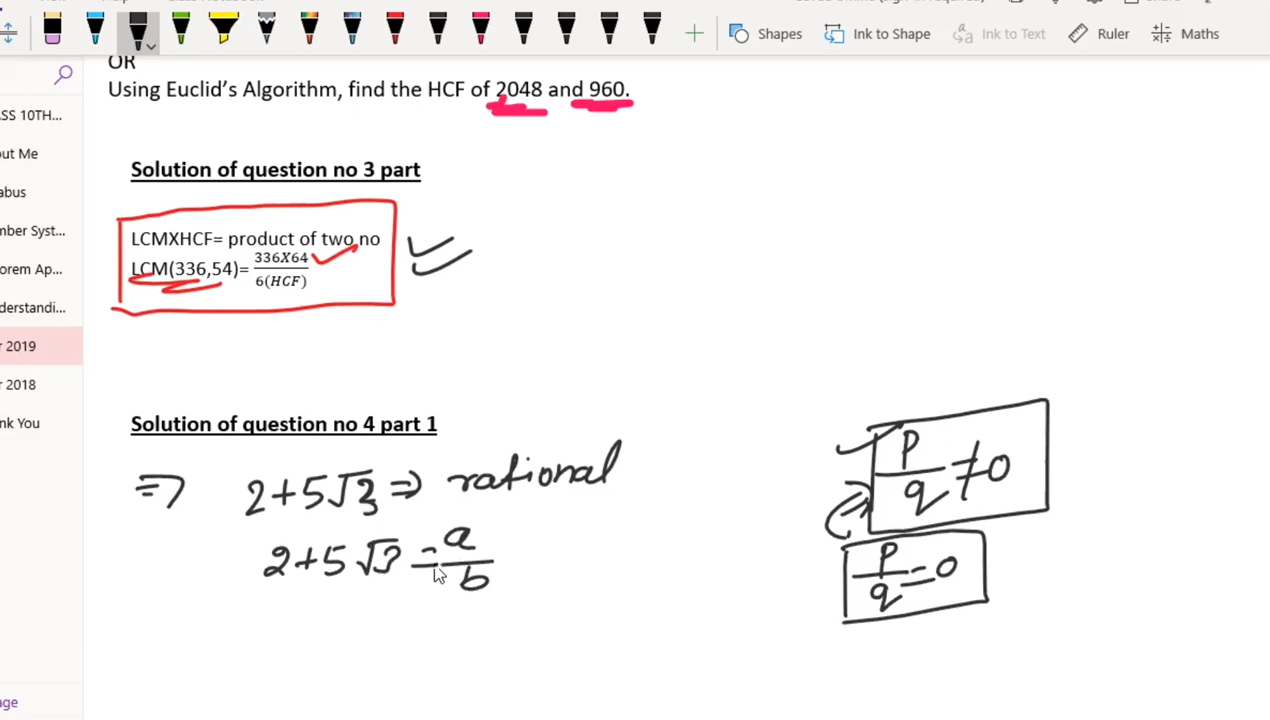 Shapes
Ink to Shape
Ink to Text
Ruler
Maths
OR
Using Euclid's Algorithm, find the HCF of 2048 and 960.
SS 10TH...
out Me
abus
mber Syst...
orem Ap...
derstandi...
r 2019
r 2018
nk You
ge
Solution of question no 3 part
LCMXHCF= product of two no
LCM(336,54)= 336X64/6(HCF)
Solution of question no 4 part 1
⇒ 2+5√3 ⇒ rational
2+5√3 = a/b
p/q ≠ 0
p/q = 0